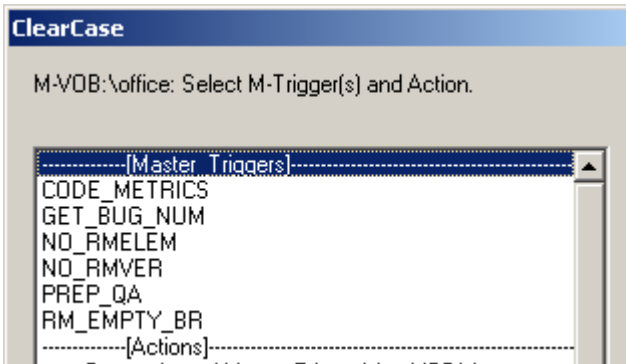 ClearCase
M-VOB:\office: Select M-Trigger(s) and Action.
--------------[Master_Triggers]----------------------------------------------
CODE_METRICS
GET_BUG_NUM
NO_RMELEM
NO_RMVER
PREP_QA
RM_EMPTY_BR
--------------[Actions]------------------------------------------------------------